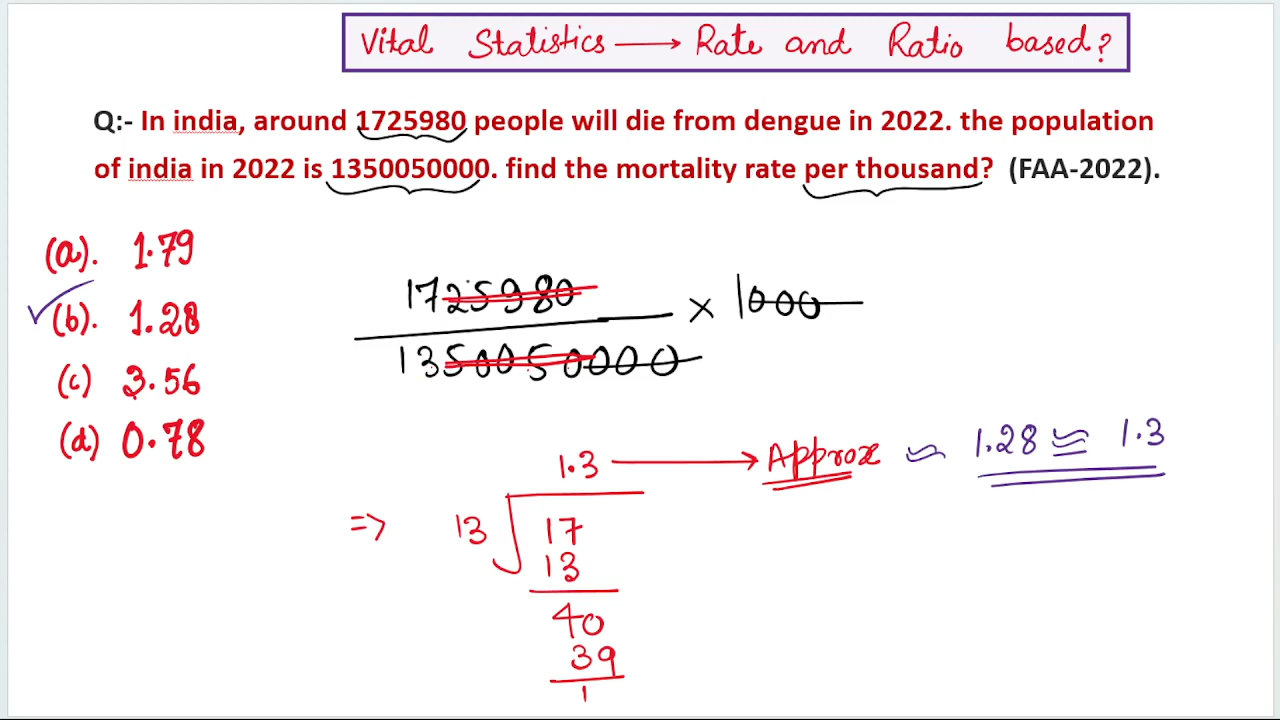 Vital Statistics → Rate and Ratio based?
Q:- In india, around 1725980 people will die from dengue in 2022. the population
of india in 2022 is 1350050000. find the mortality rate per thousand? (FAA-2022).
(a). 1.79
(b). 1.28
(c) 3.56
(d) 0.78
1725980 × 1000
1350050000
1.3 → Approx ≈ 1.28 ≌ 1.3
=> 13 17
13
40
39
1